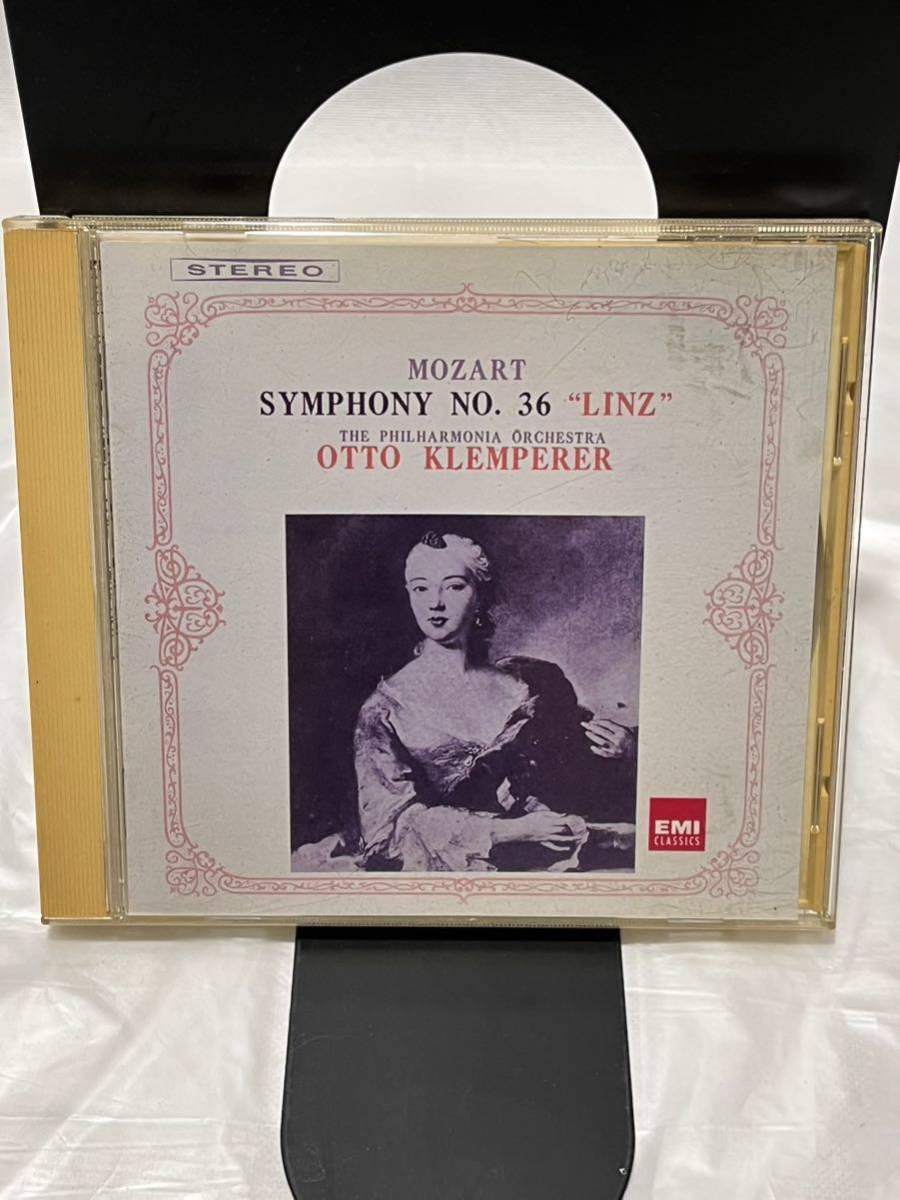 STEREO
MOZART
SYMPHONY NO. 36 “LINZ”
THE PHILHARMONIA ORCHESTRA
OTTO KLEMPERER
EMI
CLASSICS